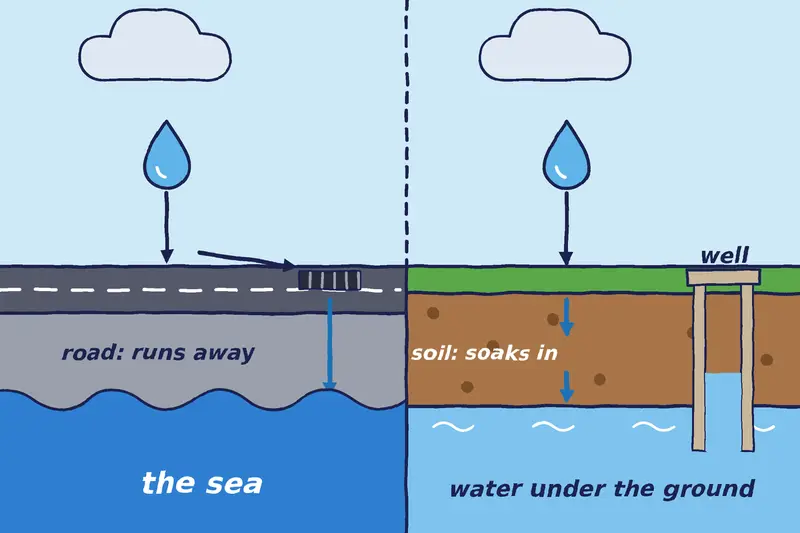 road: runs away
the sea
well
soil: soaks in
water under the ground